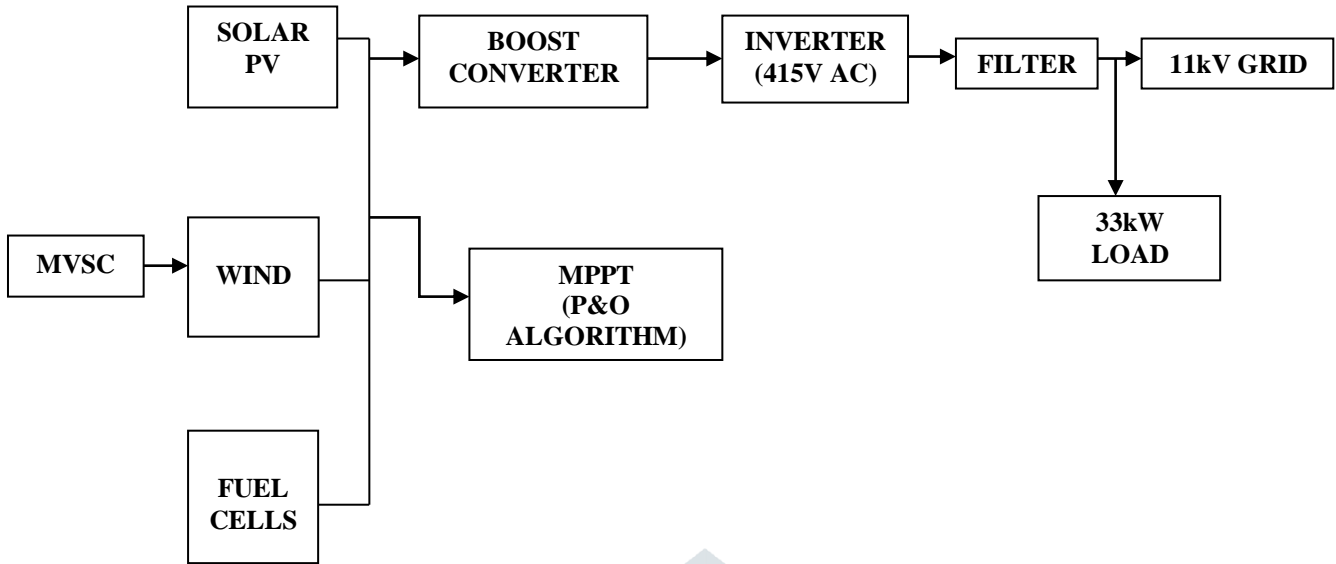 SOLAR
PV
BOOST
CONVERTER
INVERTER
(415V AC)
FILTER
11kV GRID
33kW
LOAD
MVSC
WIND
MPPT
(P&O
ALGORITHM)
FUEL
CELLS